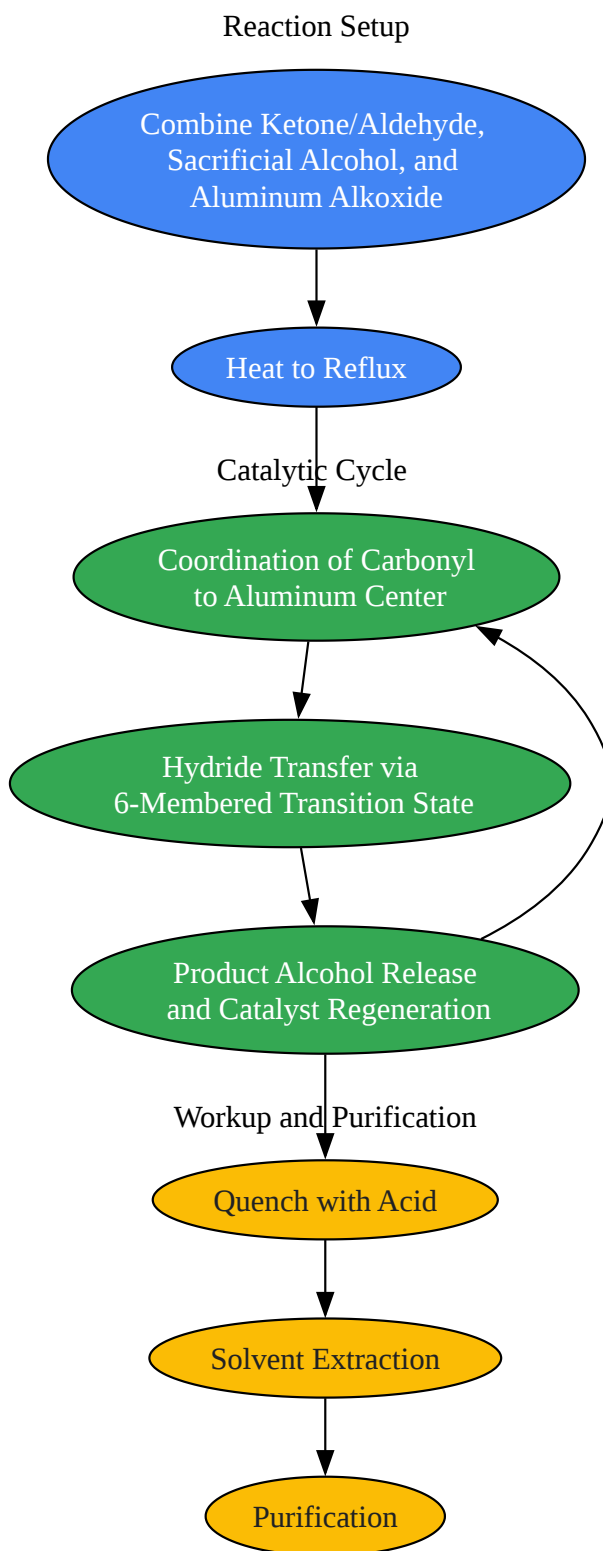 Reaction Setup
Combine Ketone/Aldehyde,
Sacrificial Alcohol, and
Aluminum Alkoxide
Heat to Reflux
Catalytic Cycle
Coordination of Carbonyl
to Aluminum Center
Hydride Transfer via
6-Membered Transition State
Product Alcohol Release
and Catalyst Regeneration
Workup and Purification
Quench with Acid
Solvent Extraction
Purification